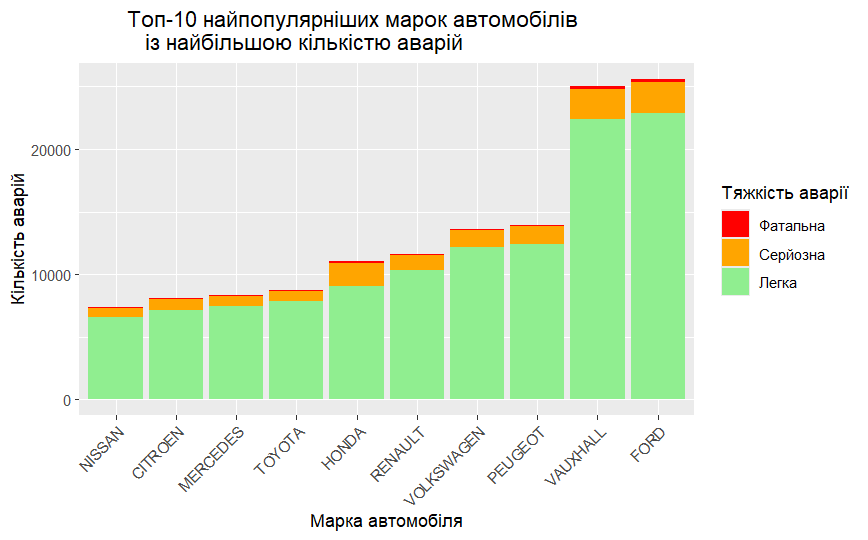 Топ-10 найпопулярніших марок автомобілів
із найбільшою кількістю аварій
Кількість аварій
20000
10000
0
NISSAN
CITROEN
MERCEDES
TOYOTA
HONDA
RENAULT
VOLKSWAGEN
PEUGEOT
VAUXHALL
FORD
Марка автомобіля
Тяжкість аварії
Фатальна
Серйозна
Легка